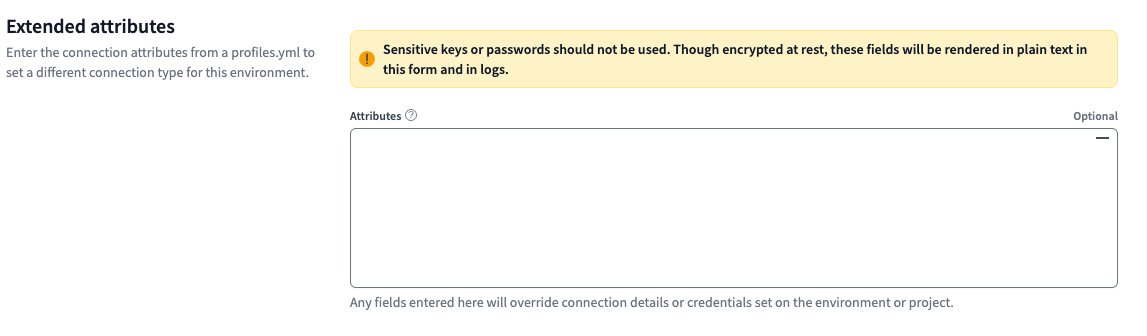 Extended attributes
Enter the connection attributes from a profiles.yml to
set a different connection type for this environment.
Sensitive keys or passwords should not be used. Though encrypted at rest, these fields will be rendered in plain text in
this form and in logs.
Attributes
Optional
Any fields entered here will override connection details or credentials set on the environment or project.